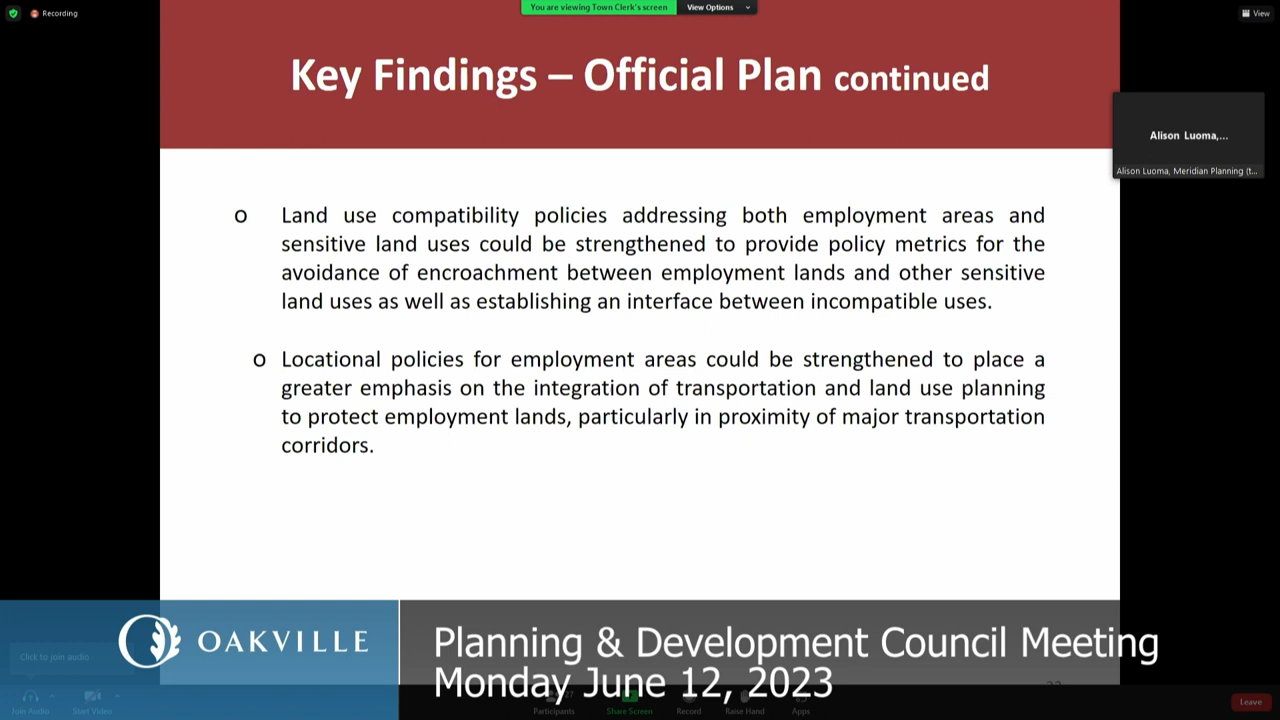 Recording
You are viewing Town Clerk's screen
View Options
View
Key Findings – Official Plan continued
Alison Luoma,...
Alison Luoma, Meridian Planning (t...
o Land use compatibility policies addressing both employment areas and
sensitive land uses could be strengthened to provide policy metrics for the
avoidance of encroachment between employment lands and other sensitive
land uses as well as establishing an interface between incompatible uses.
o Locational policies for employment areas could be strengthened to place a
greater emphasis on the integration of transportation and land use planning
to protect employment lands, particularly in proximity of major transportation
corridors.
OAKVILLE
Planning & Development Council Meeting
Monday June 12, 2023
Click to join audio
Join Audio
Start Video
Participants
Share Screen
Record
Raise Hand
Apps
Leave